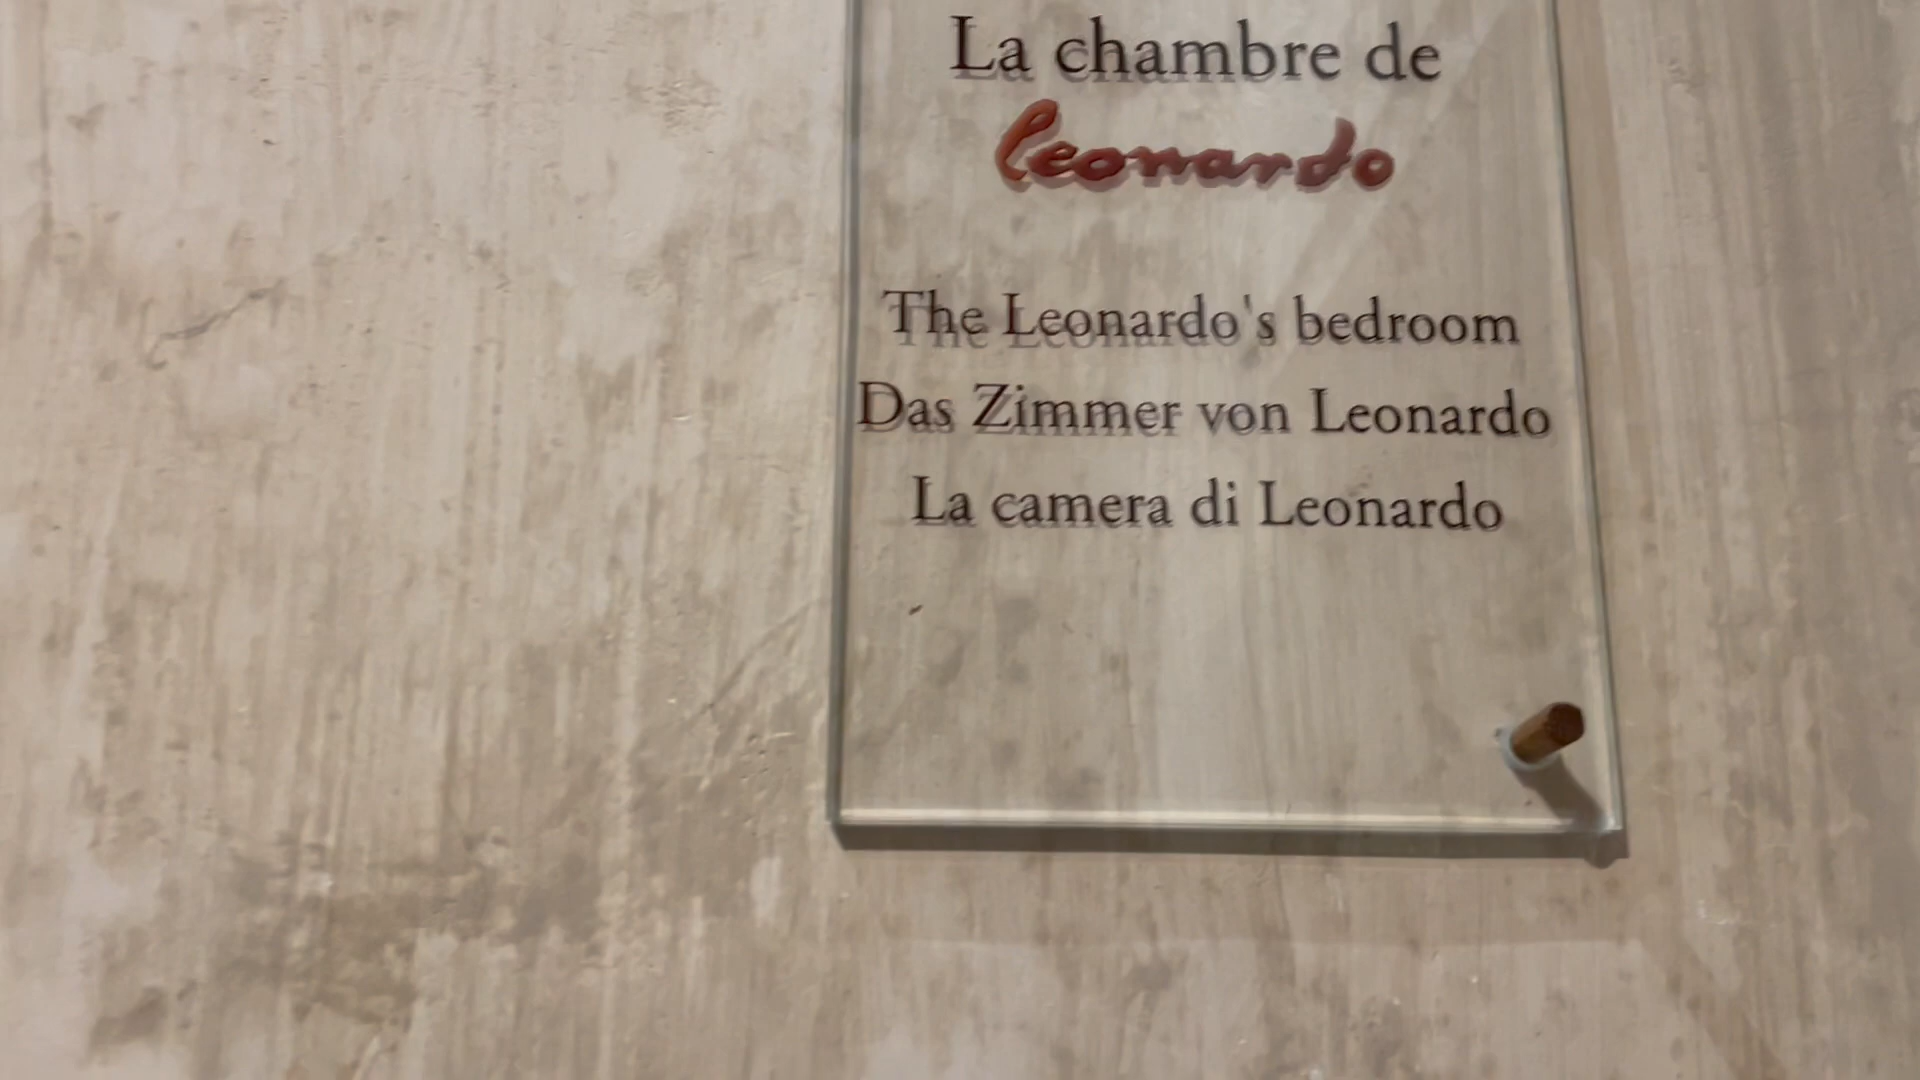 La chambre de
leonardo
The Leonardo's bedroom
Das Zimmer von Leonardo
La camera di Leonardo